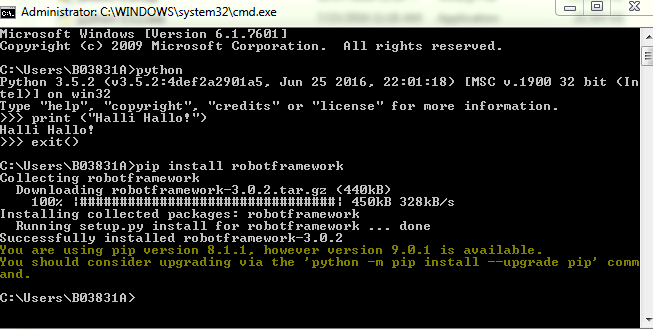 Administrator: C:\WINDOWS\system32\cmd.exe
Microsoft Windows [Version 6.1.7601]
Copyright (c) 2009 Microsoft Corporation.  All rights reserved.
C:\Users\B03831A>python
Python 3.5.2 (v3.5.2:4def2a2901a5, Jun 25 2016, 22:01:18) [MSC v.1900 32 bit (In
tel)] on win32
Type "help", "copyright", "credits" or "license" for more information.
>>> print ("Halli Hallo!")
Halli Hallo!
>>> exit()
C:\Users\B03831A>pip install robotframework
Collecting robotframework
  Downloading robotframework-3.0.2.tar.gz (440kB)
    100% |################################| 450kB 328kB/s
Installing collected packages: robotframework
  Running setup.py install for robotframework ... done
Successfully installed robotframework-3.0.2
You are using pip version 8.1.1, however version 9.0.1 is available.
You should consider upgrading via the 'python -m pip install --upgrade pip' comm
and.
C:\Users\B03831A>